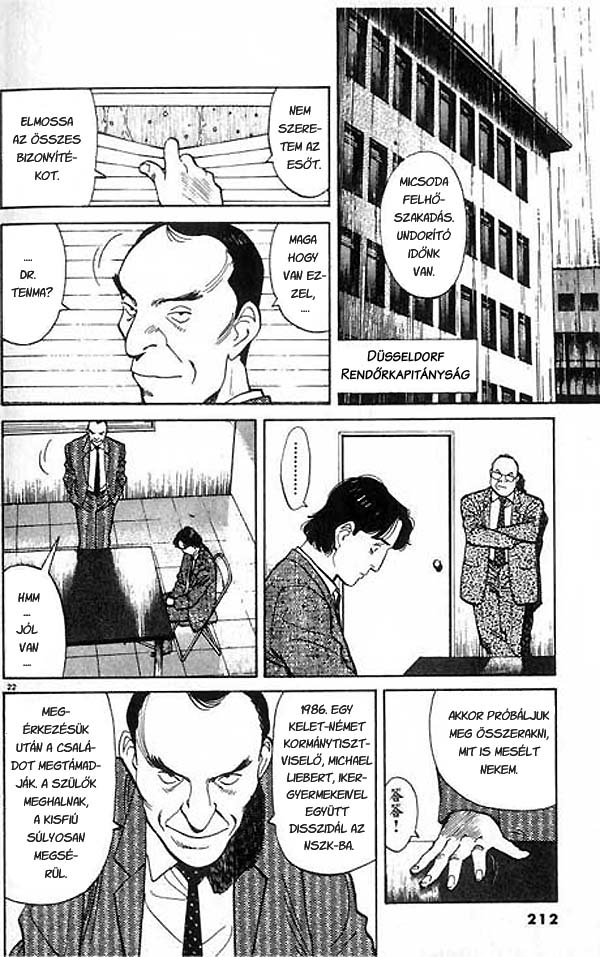 MICSODA
FELHŐ-
SZAKADÁS.
UNDORÍTÓ
IDŐNK
VAN.
DÜSSELDORF
RENDŐRKAPITÁNYSÁG
NEM
SZERE-
TEM AZ
ESŐT.
ELMOSSA
AZ ÖSSZES
BIZONYÍTÉ-
KOT.
MAGA
HOGY
VAN EZ-
ZEL,
....
....
DR.
TENMA?
.........
HMM
....
JÓL
VAN
....
AKKOR PRÓBÁLJUK
MEG ÖSSZERAKNI,
MIT IS MESÉLT
NEKEM.
答答！
1986. EGY
KELET-NÉMET
KORMÁNYTISZT-
VISELŐ, MICHAEL
LIEBERT, IKER-
GYERMEKEIVEL
EGYÜTT
DISSZIDÁL AZ
NSZK-BA.
MEG-
ÉRKEZÉSÜK
UTÁN A CSALÁ-
DOT MEGTÁMAD-
JÁK. A SZÜLŐK
MEGHALNAK,
A KISFIÚ
SÚLYOSAN
MEGSÉ-
RÜL.
22
212